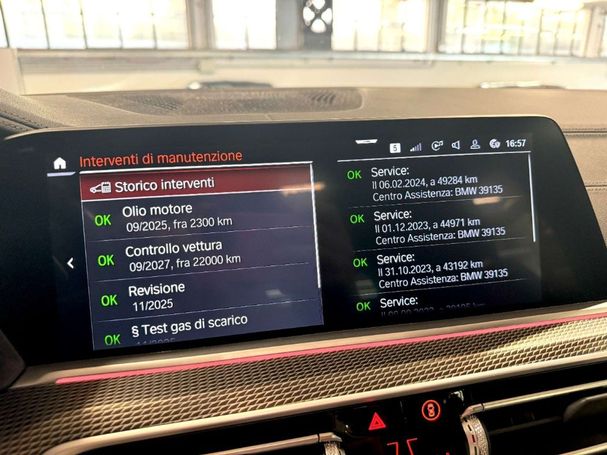 5
16:57
Interventi di manutenzione
Storico interventi
OK
Olio motore
09/2025, fra 2300 km
OK
Controllo vettura
09/2027, fra 22000 km
OK
Revisione
11/2025
OK
§ Test gas di scarico
11/2025
OK
Service:
Il 06.02.2024, a 49284 km
Centro Assistenza: BMW 39135
OK
Service:
Il 01.12.2023, a 44971 km
Centro Assistenza: BMW 39135
OK
Service:
Il 31.10.2023, a 43192 km
Centro Assistenza: BMW 39135
OK
Service: